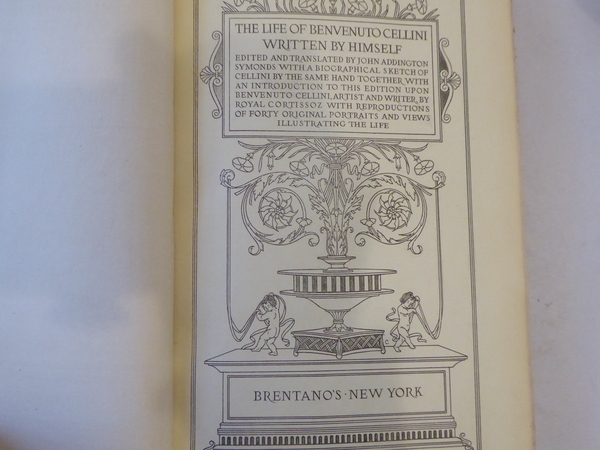 THE LIFE OF BENVENUTO CELLINI
WRITTEN BY HIMSELF
EDITED AND TRANSLATED BY JOHN ADDINGTON
SYMONDS WITH A BIOGRAPHICAL SKETCH OF
CELLINI BY THE SAME HAND TOGETHER WITH
AN INTRODUCTION TO THIS EDITION UPON
BENVENUTO CELLINI, ARTIST AND WRITER, BY
ROYAL CORTISSOZ WITH REPRODUCTIONS
OF FORTY ORIGINAL PORTRAITS AND VIEWS
ILLUSTRATING THE LIFE
BRENTANO'S · NEW YORK